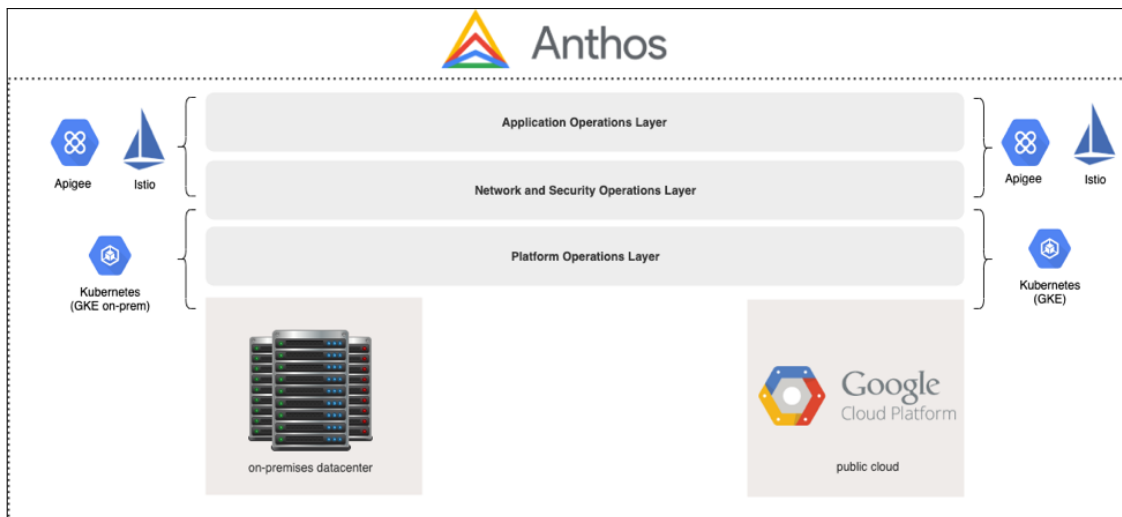 Anthos
Application Operations Layer
Apigee
Istio
Apigee
Istio
Network and Security Operations Layer
Platform Operations Layer
Kubernetes
(GKE on-prem)
Kubernetes
(GKE)
Google
Cloud Platform
on-premises datacenter
public cloud